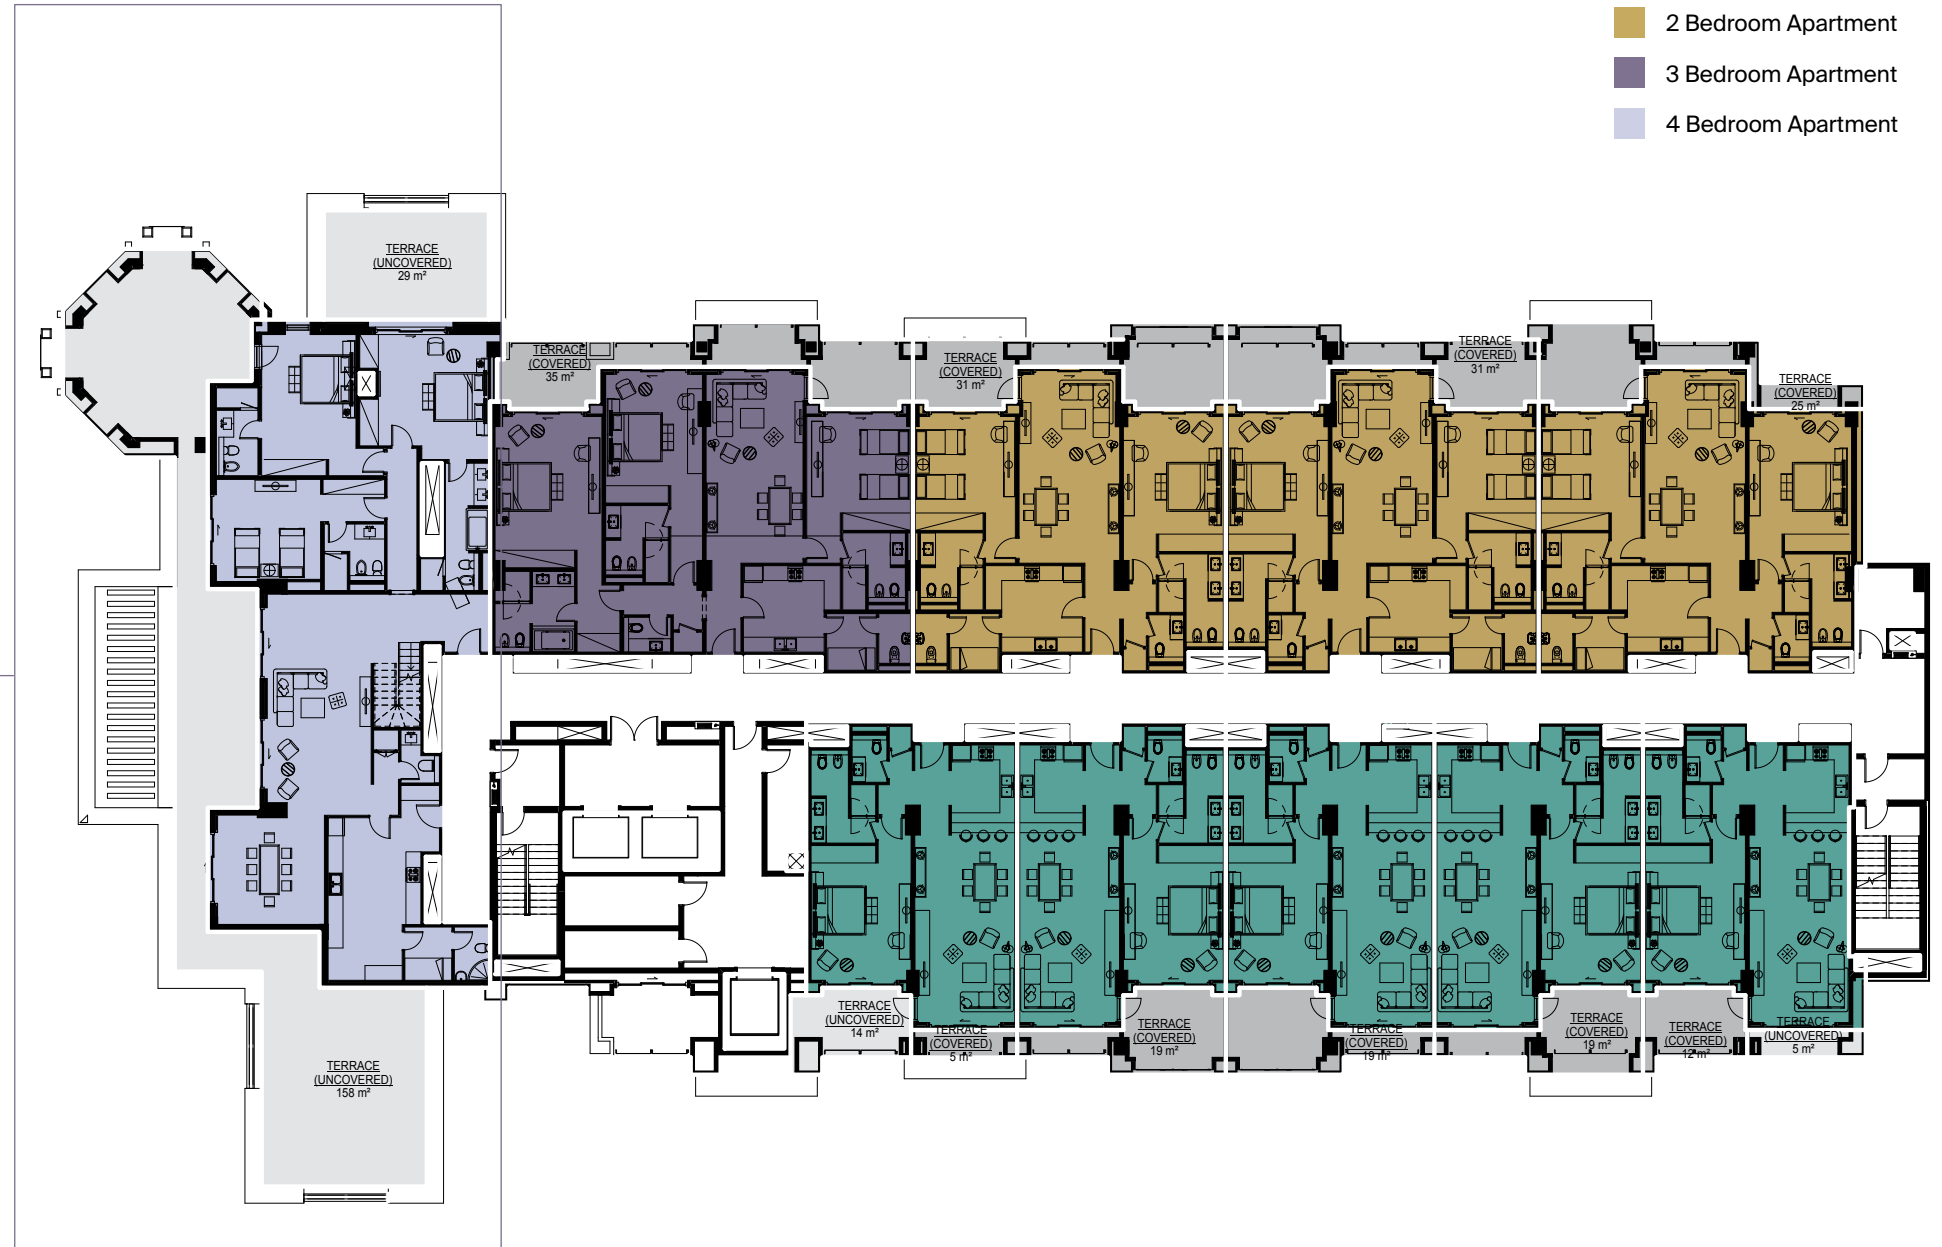 2 Bedroom Apartment
3 Bedroom Apartment
4 Bedroom Apartment
TERRACE
(UNCOVERED)
29 m²
TERRACE
(COVERED)
35 m²
TERRACE
(COVERED)
31 m²
TERRACE
(COVERED)
31 m²
TERRACE
(COVERED)
25 m²
TERRACE
(UNCOVERED)
14 m²
TERRACE
(COVERED)
5 m²
TERRACE
(COVERED)
19 m²
TERRACE
(COVERED)
19 m²
TERRACE
(COVERED)
19 m²
TERRACE
(COVERED)
12 m²
TERRACE
(UNCOVERED)
5 m²
TERRACE
(UNCOVERED)
158 m²